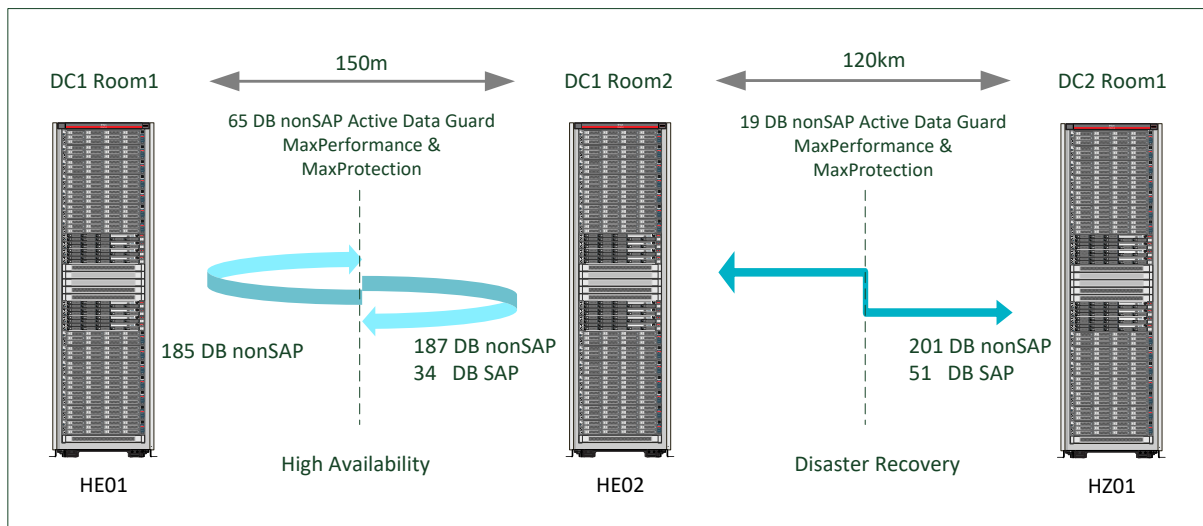 150m
120km
DC1 Room1
DC1 Room2
DC2 Room1
65 DB nonSAP Active Data Guard
MaxPerformance &
MaxProtection
19 DB nonSAP Active Data Guard
MaxPerformance &
MaxProtection
185 DB nonSAP
187 DB nonSAP
34 DB SAP
201 DB nonSAP
51 DB SAP
High Availability
Disaster Recovery
HE01
HE02
HZ01